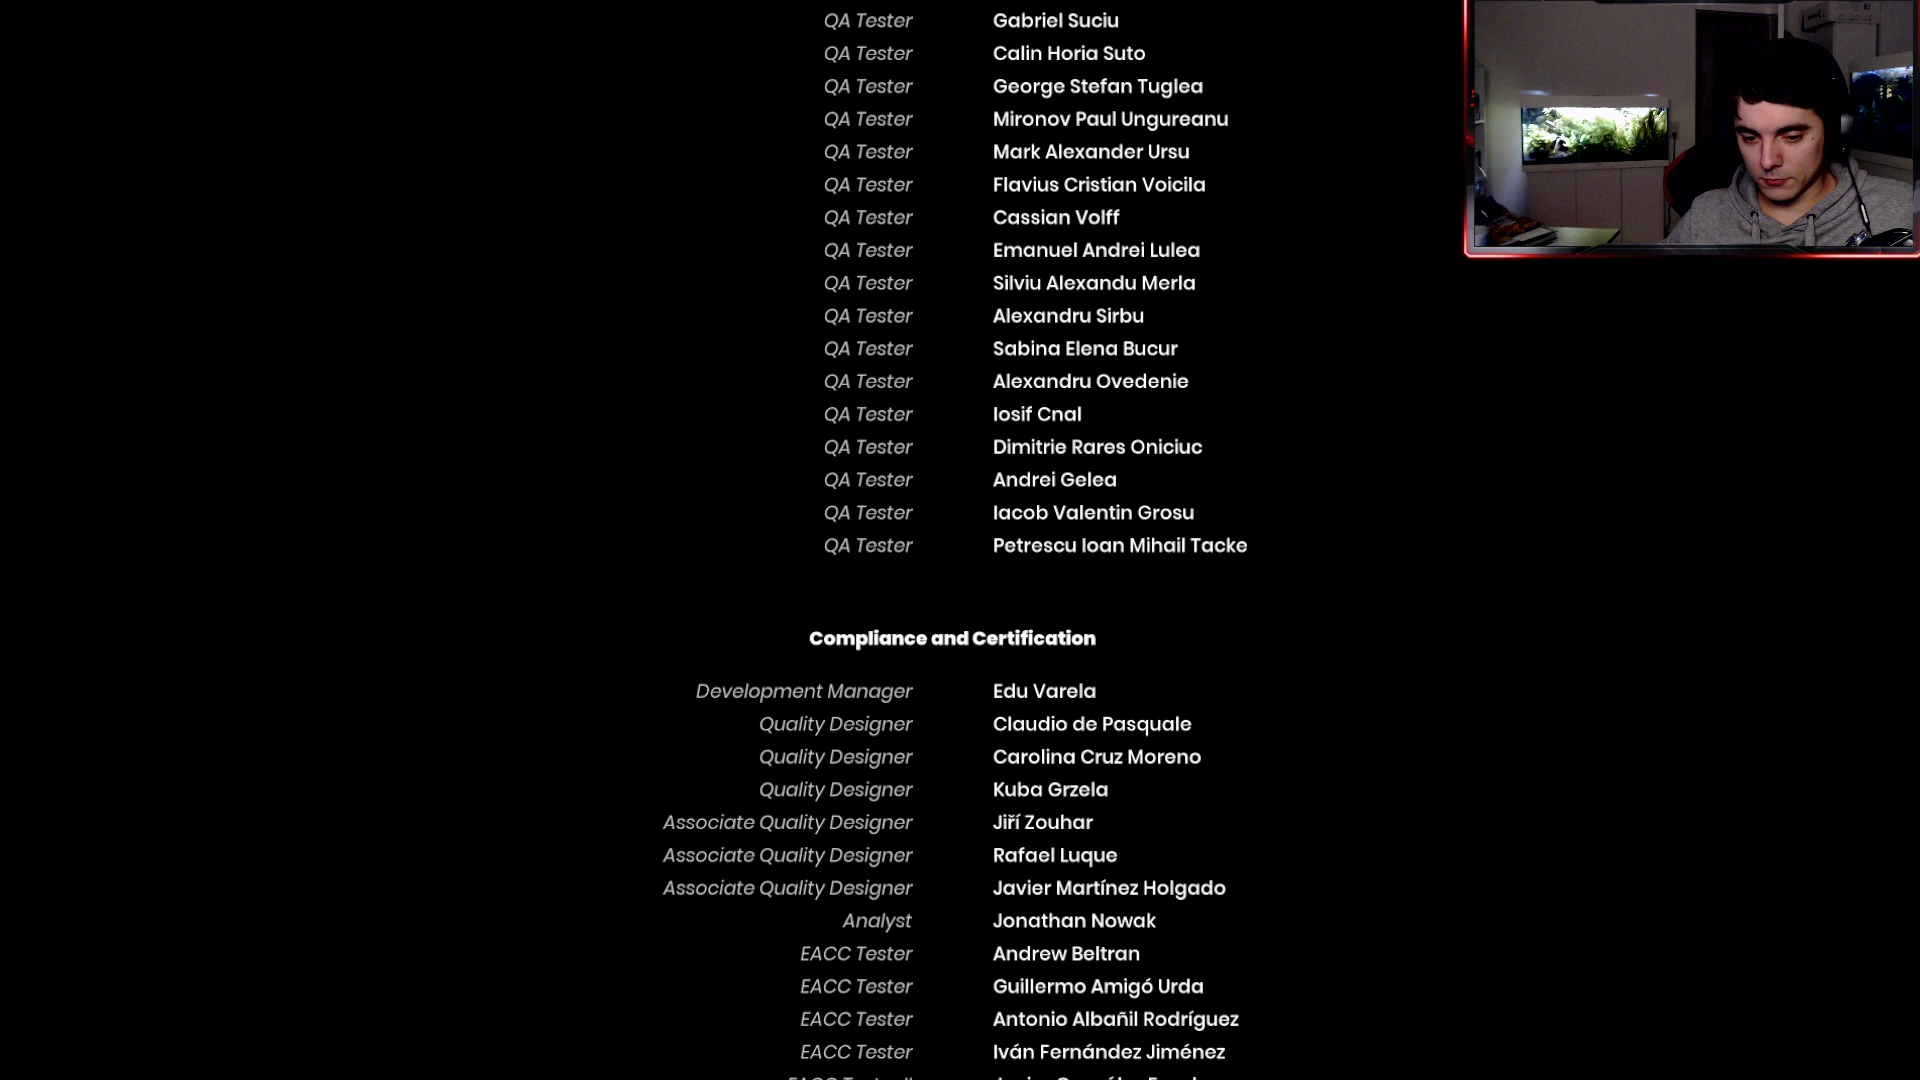 QA Tester Gabriel Suciu
QA Tester Calin Horia Suto
QA Tester George Stefan Tuglea
QA Tester Mironov Paul Ungureanu
QA Tester Mark Alexander Ursu
QA Tester Flavius Cristian Voicila
QA Tester Cassian Volff
QA Tester Emanuel Andrei Lulea
QA Tester Silviu Alexandu Merla
QA Tester Alexandru Sirbu
QA Tester Sabina Elena Bucur
QA Tester Alexandru Ovedenie
QA Tester Iosif Cnal
QA Tester Dimitrie Rares Oniciuc
QA Tester Andrei Gelea
QA Tester Iacob Valentin Grosu
QA Tester Petrescu Ioan Mihail Tacke
Compliance and Certification
Development Manager Edu Varela
Quality Designer Claudio de Pasquale
Quality Designer Carolina Cruz Moreno
Quality Designer Kuba Grzela
Associate Quality Designer Jiří Zouhar
Associate Quality Designer Rafael Luque
Associate Quality Designer Javier Martínez Holgado
Analyst Jonathan Nowak
EACC Tester Andrew Beltran
EACC Tester Guillermo Amigó Urda
EACC Tester Antonio Albañil Rodríguez
EACC Tester Iván Fernández Jiménez